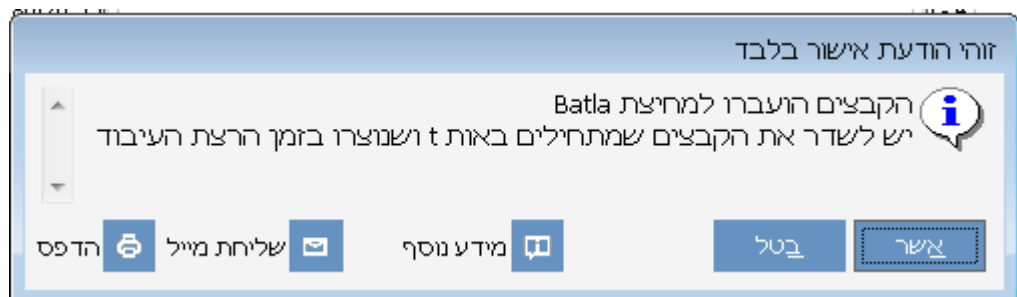 זוהי הודעת אישור בלבד
הקבצים הועברו למחיצת Batla
יש לשדר את הקבצים שמתחילים באות t ושנוצרו בזמן הרצת העיבוד
אשר
בטל
מידע נוסף
שליחת מייל
הדפס